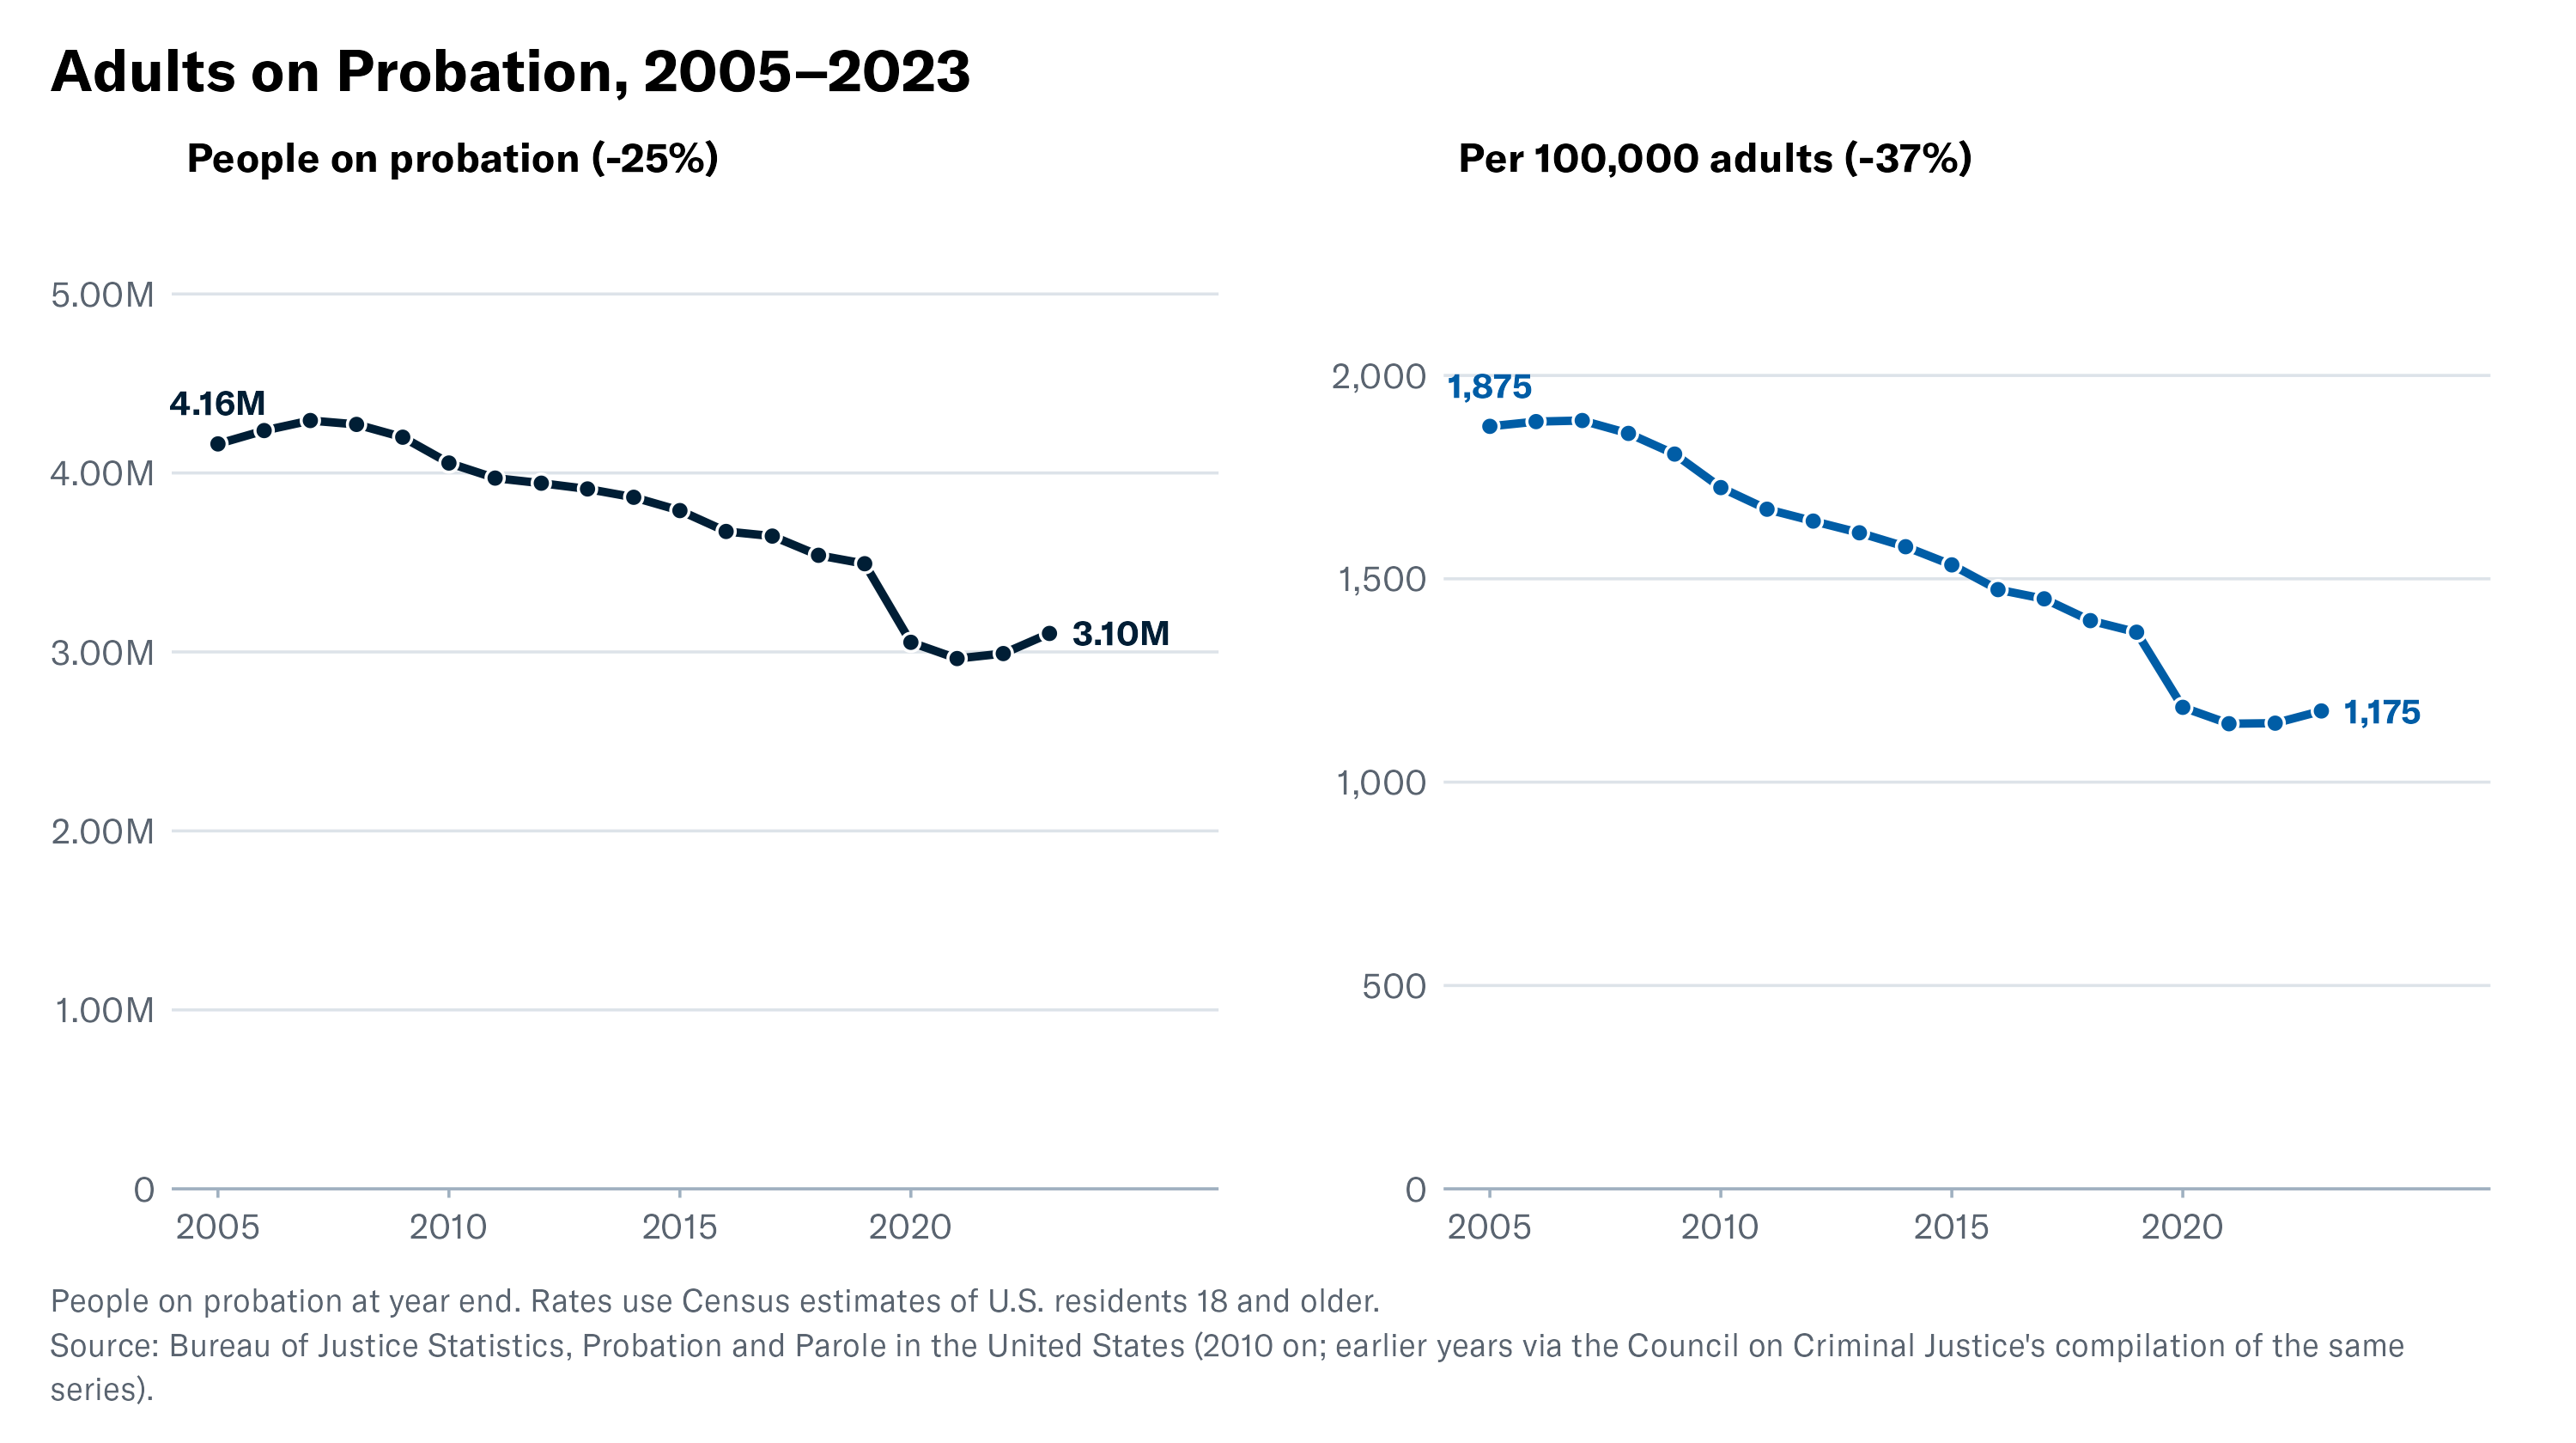 Adults on Probation, 2005–2023
People on probation (-25%)
5.00M
4.00M
3.00M
2.00M
1.00M
0
4.16M
3.10M
2005
2010
2015
2020
Per 100,000 adults (-37%)
2,000
1,500
1,000
500
0
1,875
1,175
2005
2010
2015
2020
People on probation at year end. Rates use Census estimates of U.S. residents 18 and older.
Source: Bureau of Justice Statistics, Probation and Parole in the United States (2010 on; earlier years via the Council on Criminal Justice's compilation of the same
series).